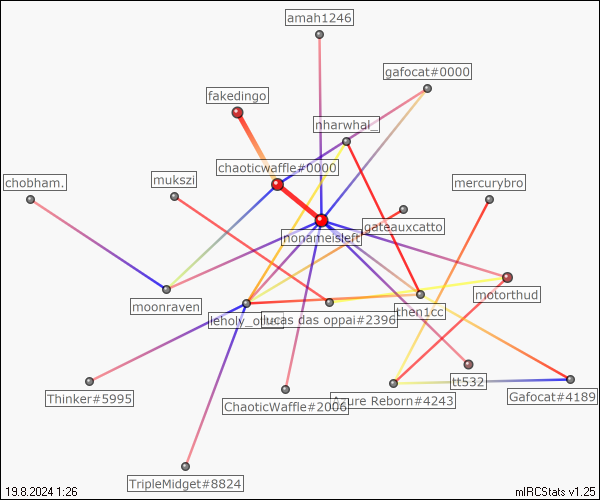 amah1246
gafocat#0000
fakedingo
nharwhal_
chaoticwaffle#0000
chobham.
mukszi
mercurybro
gateauxcatto
nonameisleft
moonraven
motorthud
then1cc
lucas das oppai#2396
tt532
Thinker#5995
ChaoticWaffle#2006
Azure Reborn#4243
Gafocat#4189
TripleMidget#8824
19.8.2024 1:26
mIRCStats v1.25